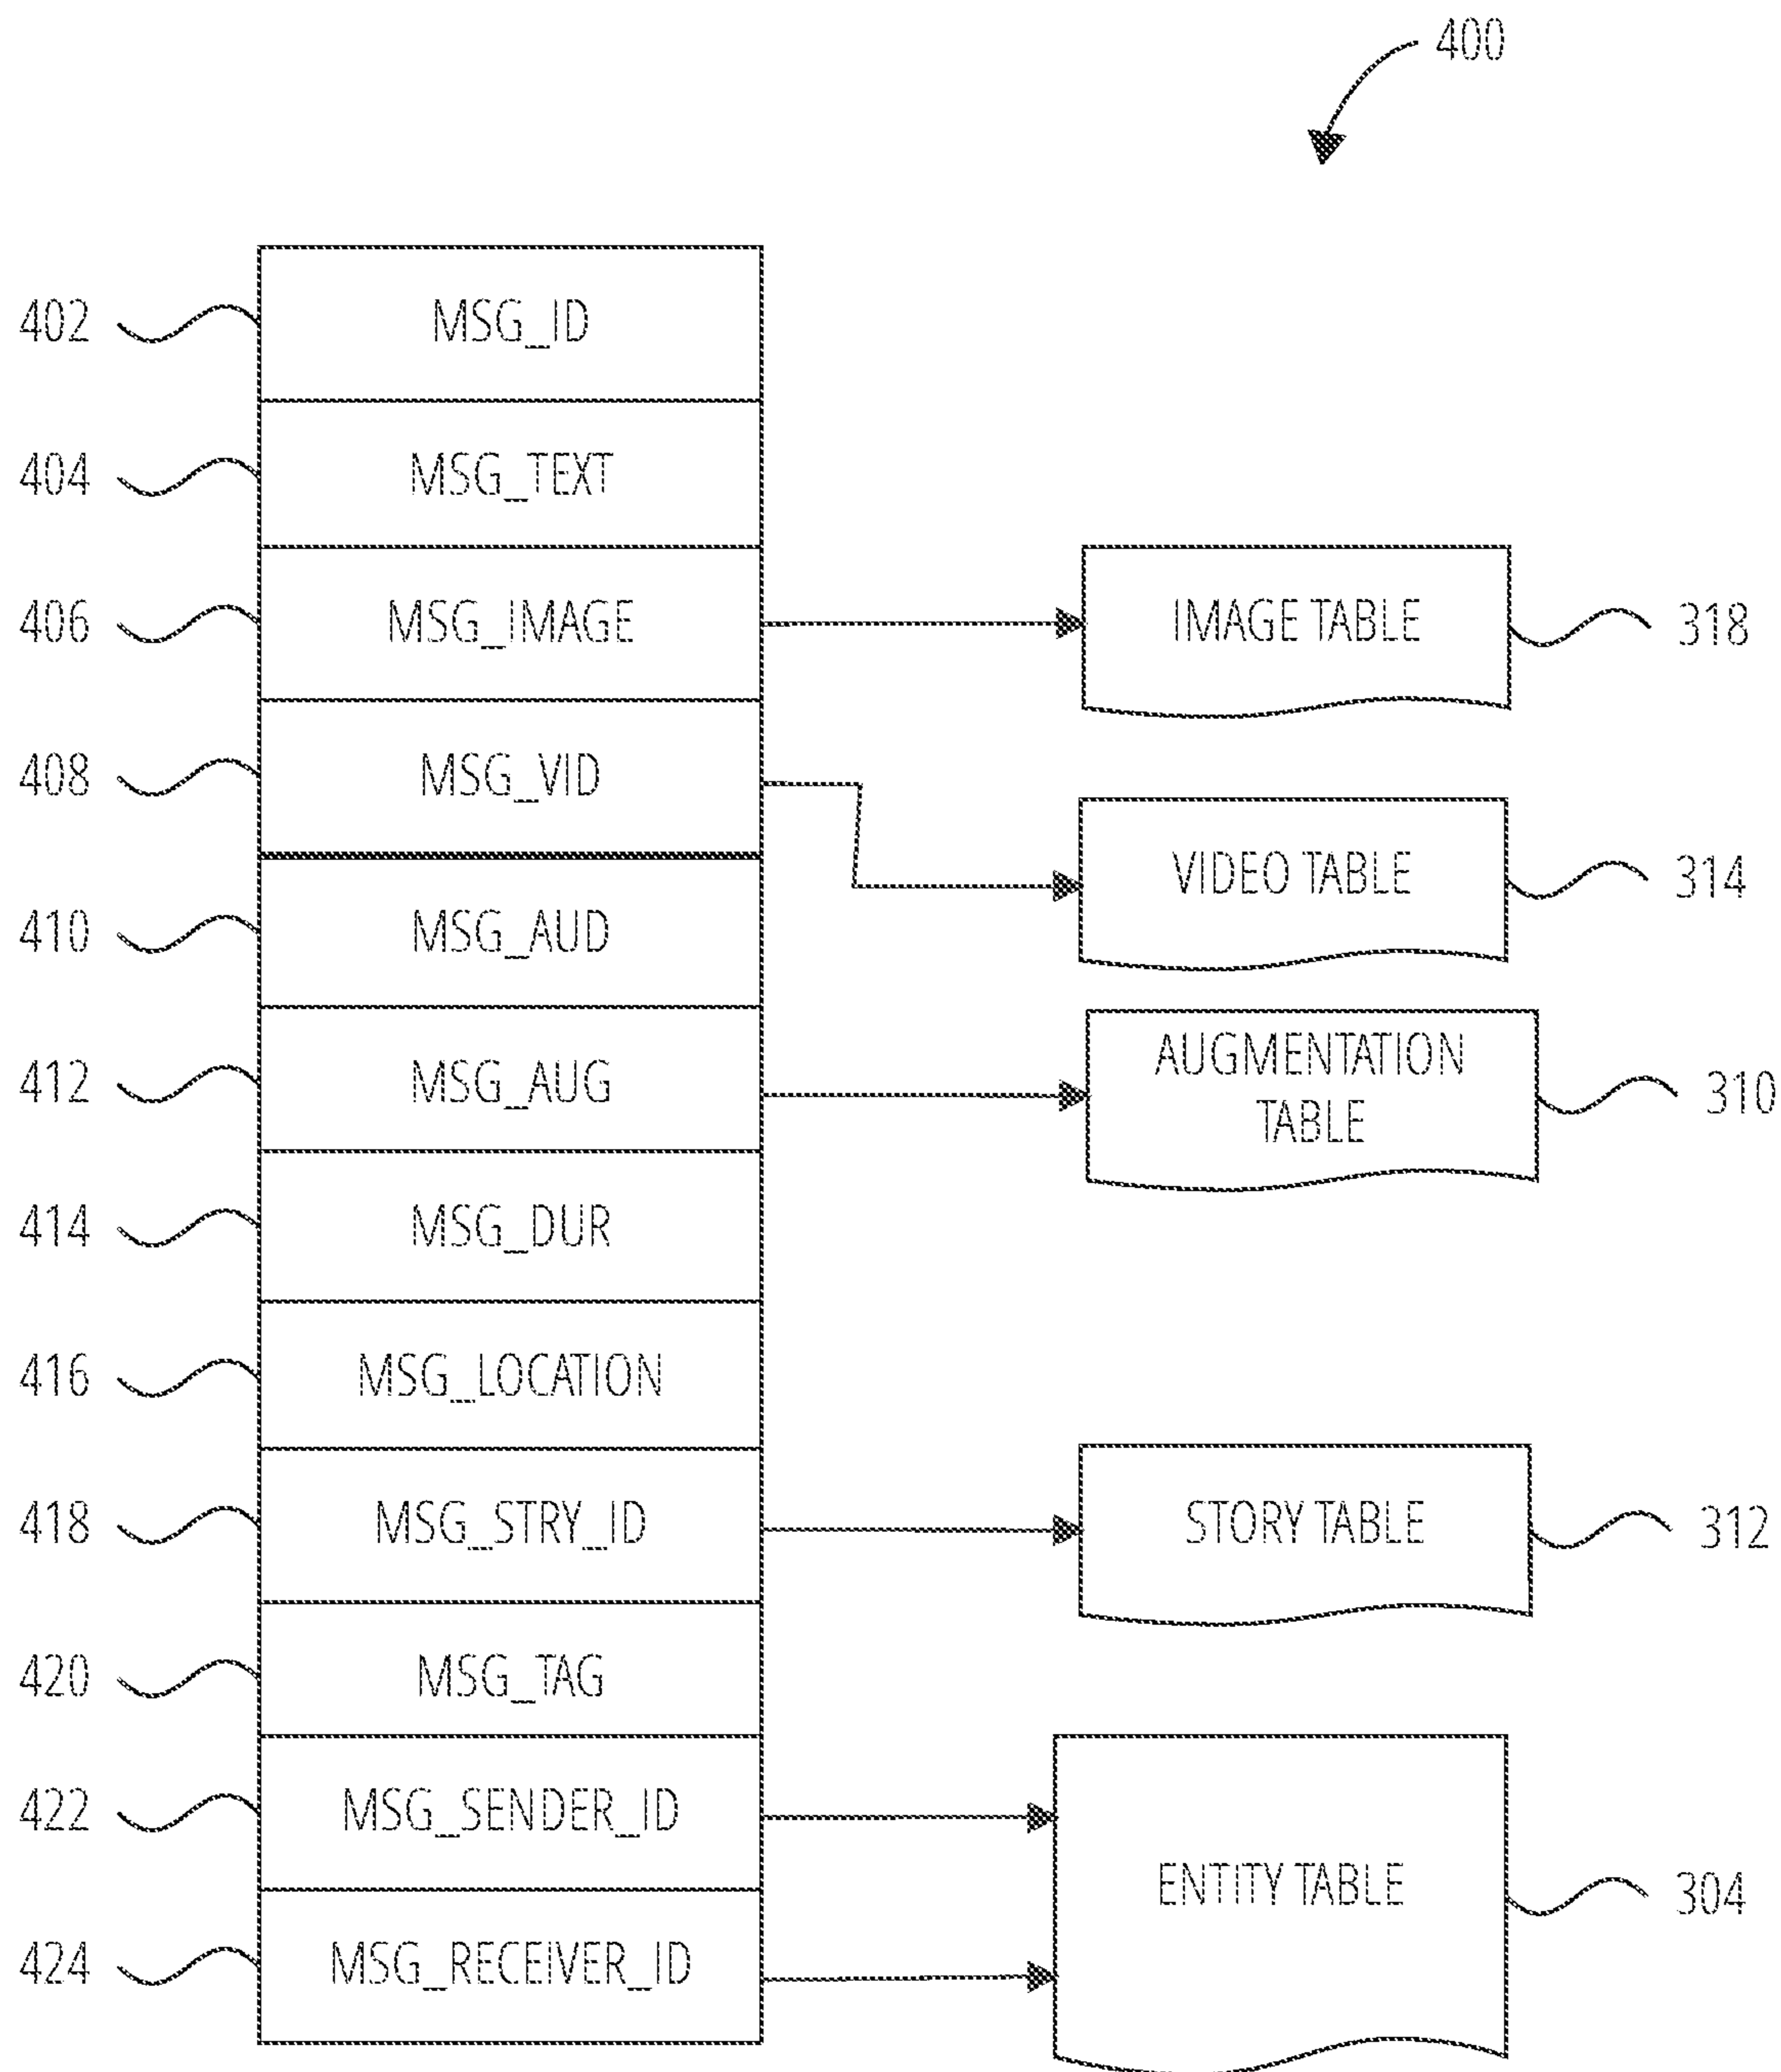 400
402 MSG_ID
404 MSG_TEXT
406 MSG_IMAGE IMAGE TABLE 318
408 MSG_VID
VIDEO TABLE 314
410 MSG_AUD
412 MSG_AUG AUGMENTATION
TABLE 310
414 MSG_DUR
416 MSG_LOCATION
418 MSG_STRY_ID STORY TABLE 312
420 MSG_TAG
422 MSG_SENDER_ID
ENTITY TABLE 304
424 MSG_RECEIVER_ID